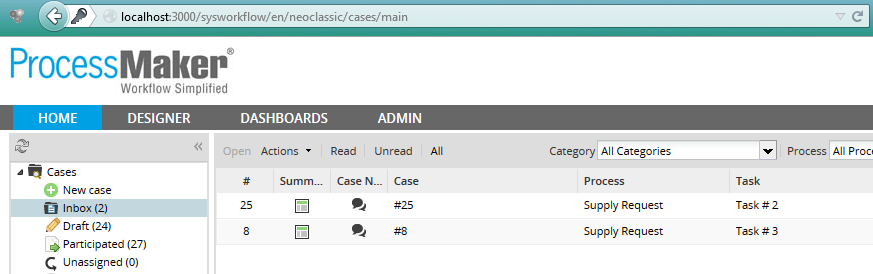 localhost:3000/sysworkflow/en/neoclassic/cases/main
ProcessMaker®
Workflow Simplified
HOME DESIGNER DASHBOARDS ADMIN
Open Actions Read Unread All Category All Categories Process All Proc
Cases
New case
Inbox (2)
Draft (24)
Participated (27)
Unassigned (0)
# Summ... Case N... Case Process Task
25 #25 Supply Request Task # 2
8 #8 Supply Request Task # 3